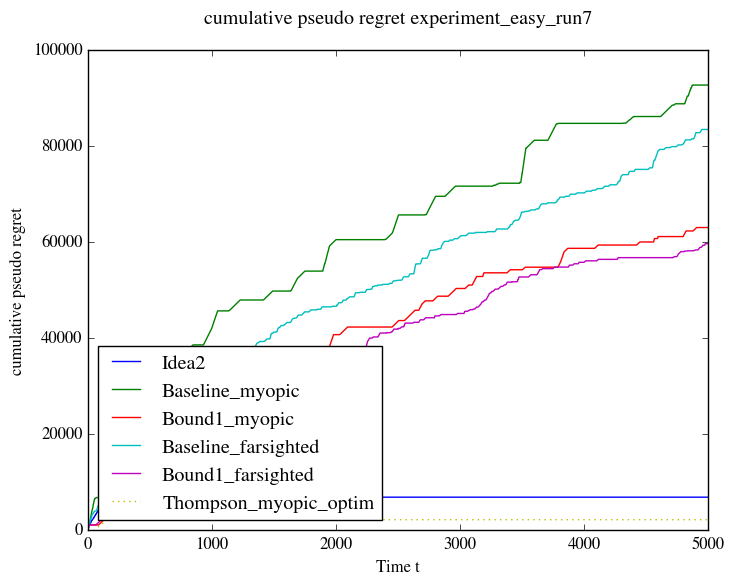 cumulative pseudo regret experiment_easy_run7
100000
80000
60000
40000
20000
0
cumulative pseudo regret
Idea2
Baseline_myopic
Bound1_myopic
Baseline_farsighted
Bound1_farsighted
Thompson_myopic_optim
0 1000 2000 3000 4000 5000
Time t